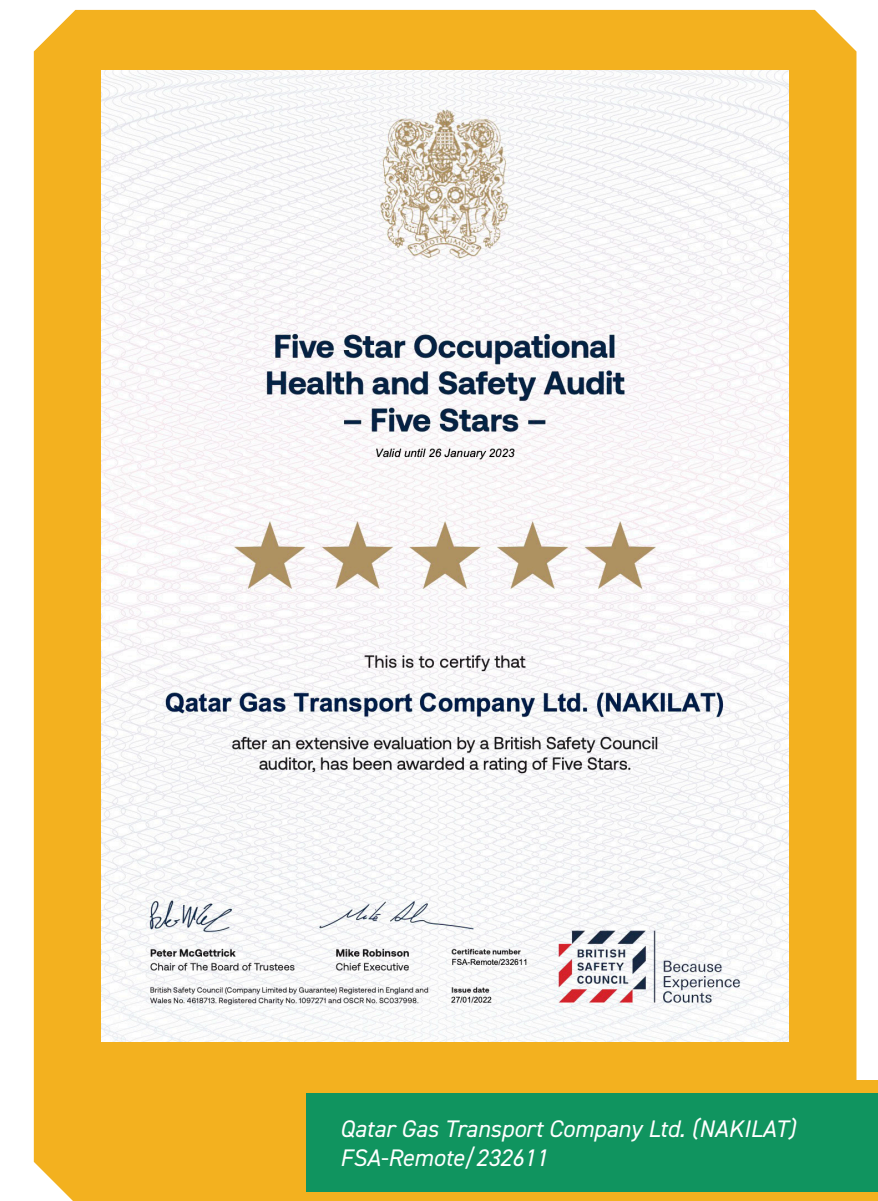 PROTEGAMUS
Five Star Occupational
Health and Safety Audit
– Five Stars –
Valid until 26 January 2023
This is to certify that
Qatar Gas Transport Company Ltd. (NAKILAT)
after an extensive evaluation by a British Safety Council
auditor, has been awarded a rating of Five Stars.
Peter McGettrick
Chair of The Board of Trustees
Mike Robinson
Chief Executive
British Safety Council (Company Limited by Guarantee) Registered in England and
Wales No. 4618713. Registered Charity No. 1097271 and OSCR No. SC037998.
Certificate number
FSA-Remote/232611
Issue date
27/01/2022
BRITISH
SAFETY
COUNCIL
Because
Experience
Counts
Qatar Gas Transport Company Ltd. (NAKILAT)
FSA-Remote/232611